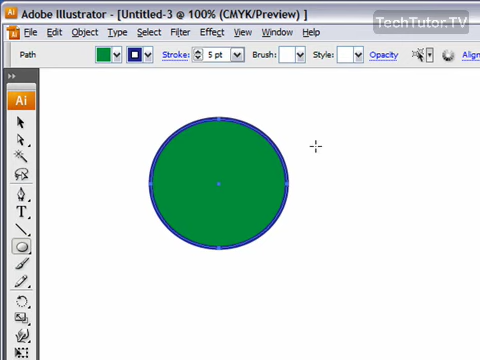 Adobe Illustrator - [Untitled-3 @ 100% (CMYK/Preview) ]
TechTutor.TV
Ai File Edit Object Type Select Filter Effect View Window Help
Path Stroke: 5 pt Brush: Style: Opacity Align
Ai
T